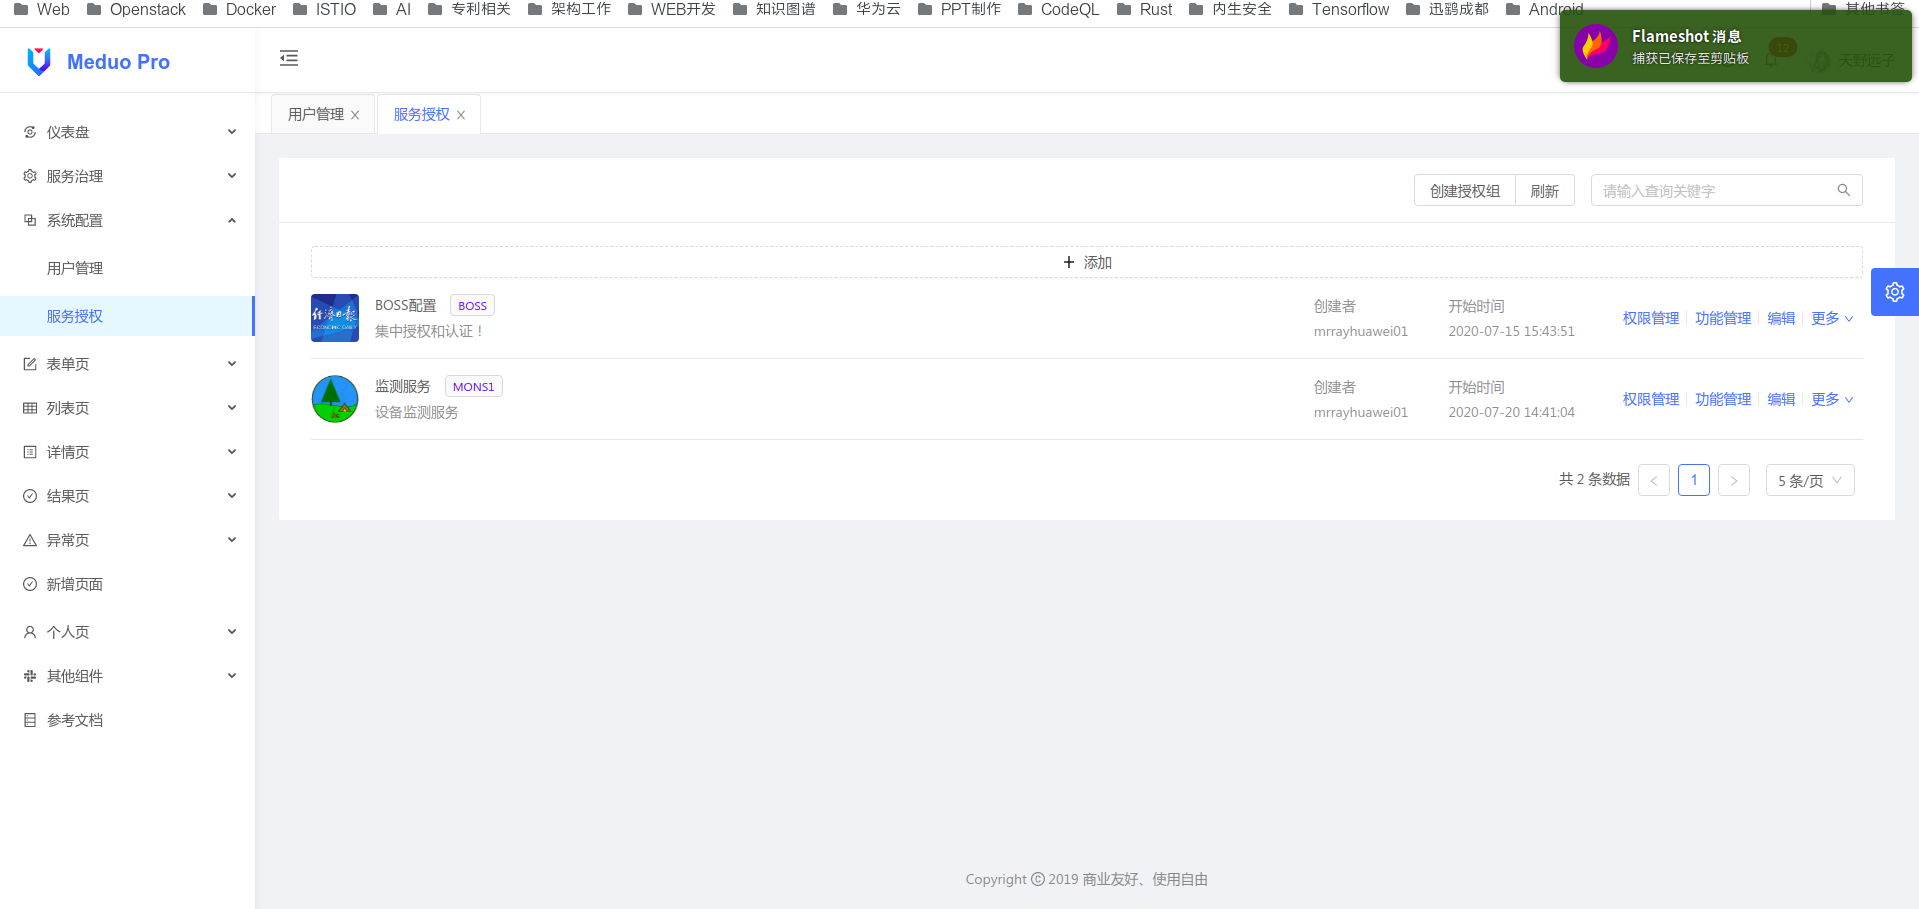 Web Openstack Docker ISTIO AI 专利相关 架构工作 WEB开发 知识图谱 华为云 PPT制作 CodeQL Rust 内生安全 Tensorflow 迅鹞成都 Android 其他书签
Flameshot 消息
捕获已保存至剪贴板
12
天野远子
Meduo Pro
用户管理
服务授权
仪表盘
服务治理
系统配置
用户管理
服务授权
表单页
列表页
详情页
结果页
异常页
新增页面
个人页
其他组件
参考文档
创建授权组
刷新
请输入查询关键字
添加
经济日报
ECONOMIC DAILY
BOSS配置 BOSS
集中授权和认证！
创建者
mrrayhuawei01
开始时间
2020-07-15 15:43:51
权限管理 功能管理 编辑 更多
监测服务 MONS1
设备监测服务
创建者
mrrayhuawei01
开始时间
2020-07-20 14:41:04
权限管理 功能管理 编辑 更多
共 2 条数据 < 1 > 5 条/页
Copyright © 2019 商业友好、使用自由